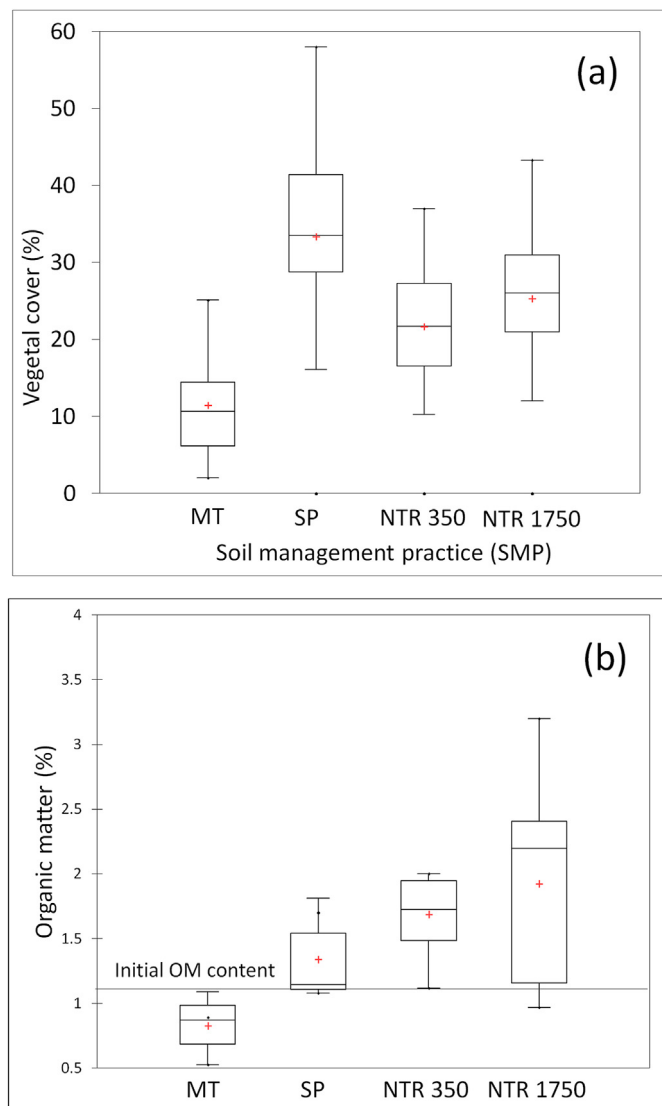 60
(a)
50
40
30
20
10
0
Vegetal cover (%)
MT SP NTR 350 NTR 1750
Soil management practice (SMP)
4
(b)
3.5
3
2.5
2
1.5
1
0.5
Organic matter (%)
Initial OM content
MT SP NTR 350 NTR 1750